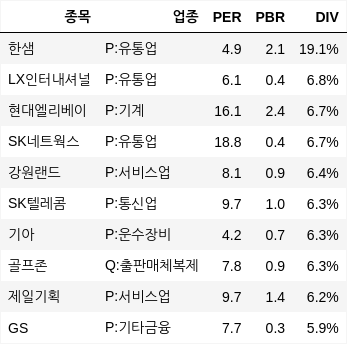 종목 업종 PER PBR DIV
한샘 P:유통업 4.9 2.1 19.1%
LX인터내셔널 P:유통업 6.1 0.4 6.8%
현대엘리베이 P:기계 16.1 2.4 6.7%
SK네트웍스 P:유통업 18.8 0.4 6.7%
강원랜드 P:서비스업 8.1 0.9 6.4%
SK텔레콤 P:통신업 9.7 1.0 6.3%
기아 P:운수장비 4.2 0.7 6.3%
골프존 Q:출판매체복제 7.8 0.9 6.3%
제일기획 P:서비스업 9.7 1.4 6.2%
GS P:기타금융 7.7 0.3 5.9%